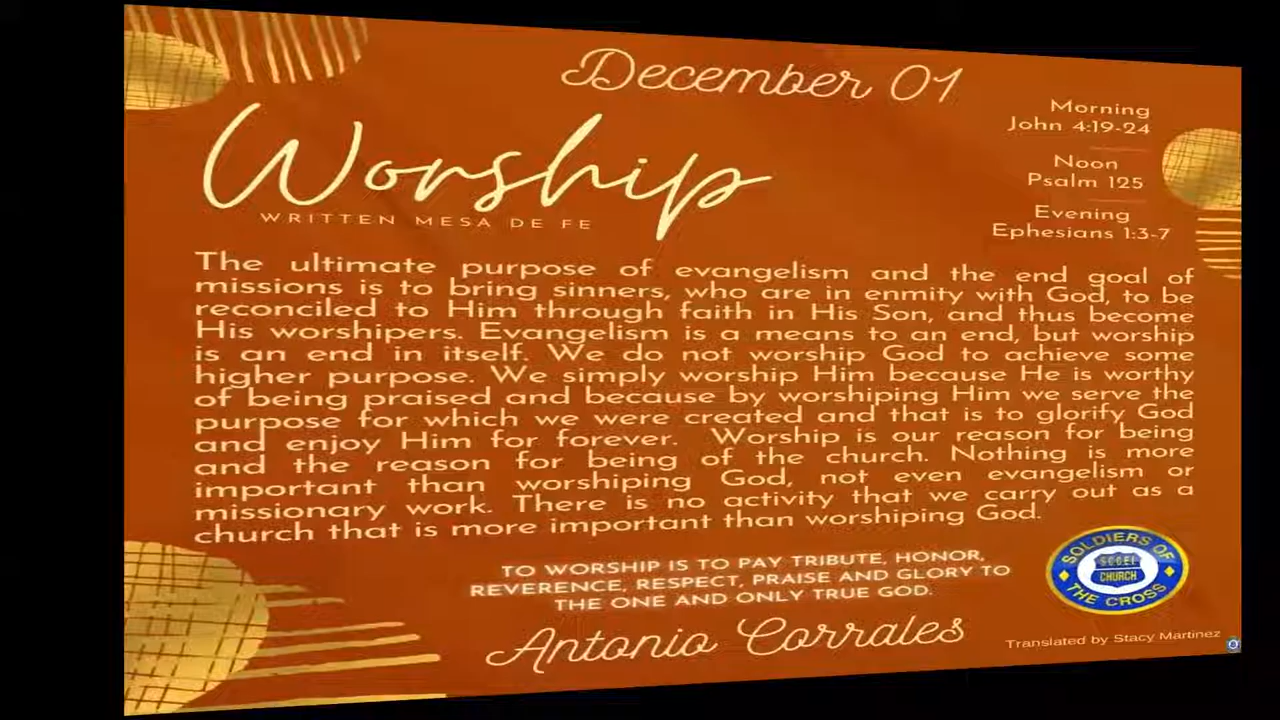 December 01
Worship
WRITTEN MESA DE FE
Morning
John 4:19-24
Noon
Psalm 125
Evening
Ephesians 1:3-7
The ultimate purpose of evangelism and the end goal of
missions is to bring sinners, who are in enmity with God, to be
reconciled to Him through faith in His Son, and thus become
His worshipers. Evangelism is a means to an end, but worship
is an end in itself. We do not worship God to achieve some
higher purpose. We simply worship Him because He is worthy
of being praised and because by worshiping Him we serve the
purpose for which we were created and that is to glorify God
and enjoy Him for forever. Worship is our reason for being
and the reason for being of the church. Nothing is more
important than worshiping God, not even evangelism or
missionary work. There is no activity that we carry out as a
church that is more important than worshiping God.
TO WORSHIP IS TO PAY TRIBUTE, HONOR,
REVERENCE, RESPECT, PRAISE AND GLORY TO
THE ONE AND ONLY TRUE GOD.
Antonio Corrales
SOLDIERS OF
CHURCH
THE CROSS
Translated by Stacy Martinez